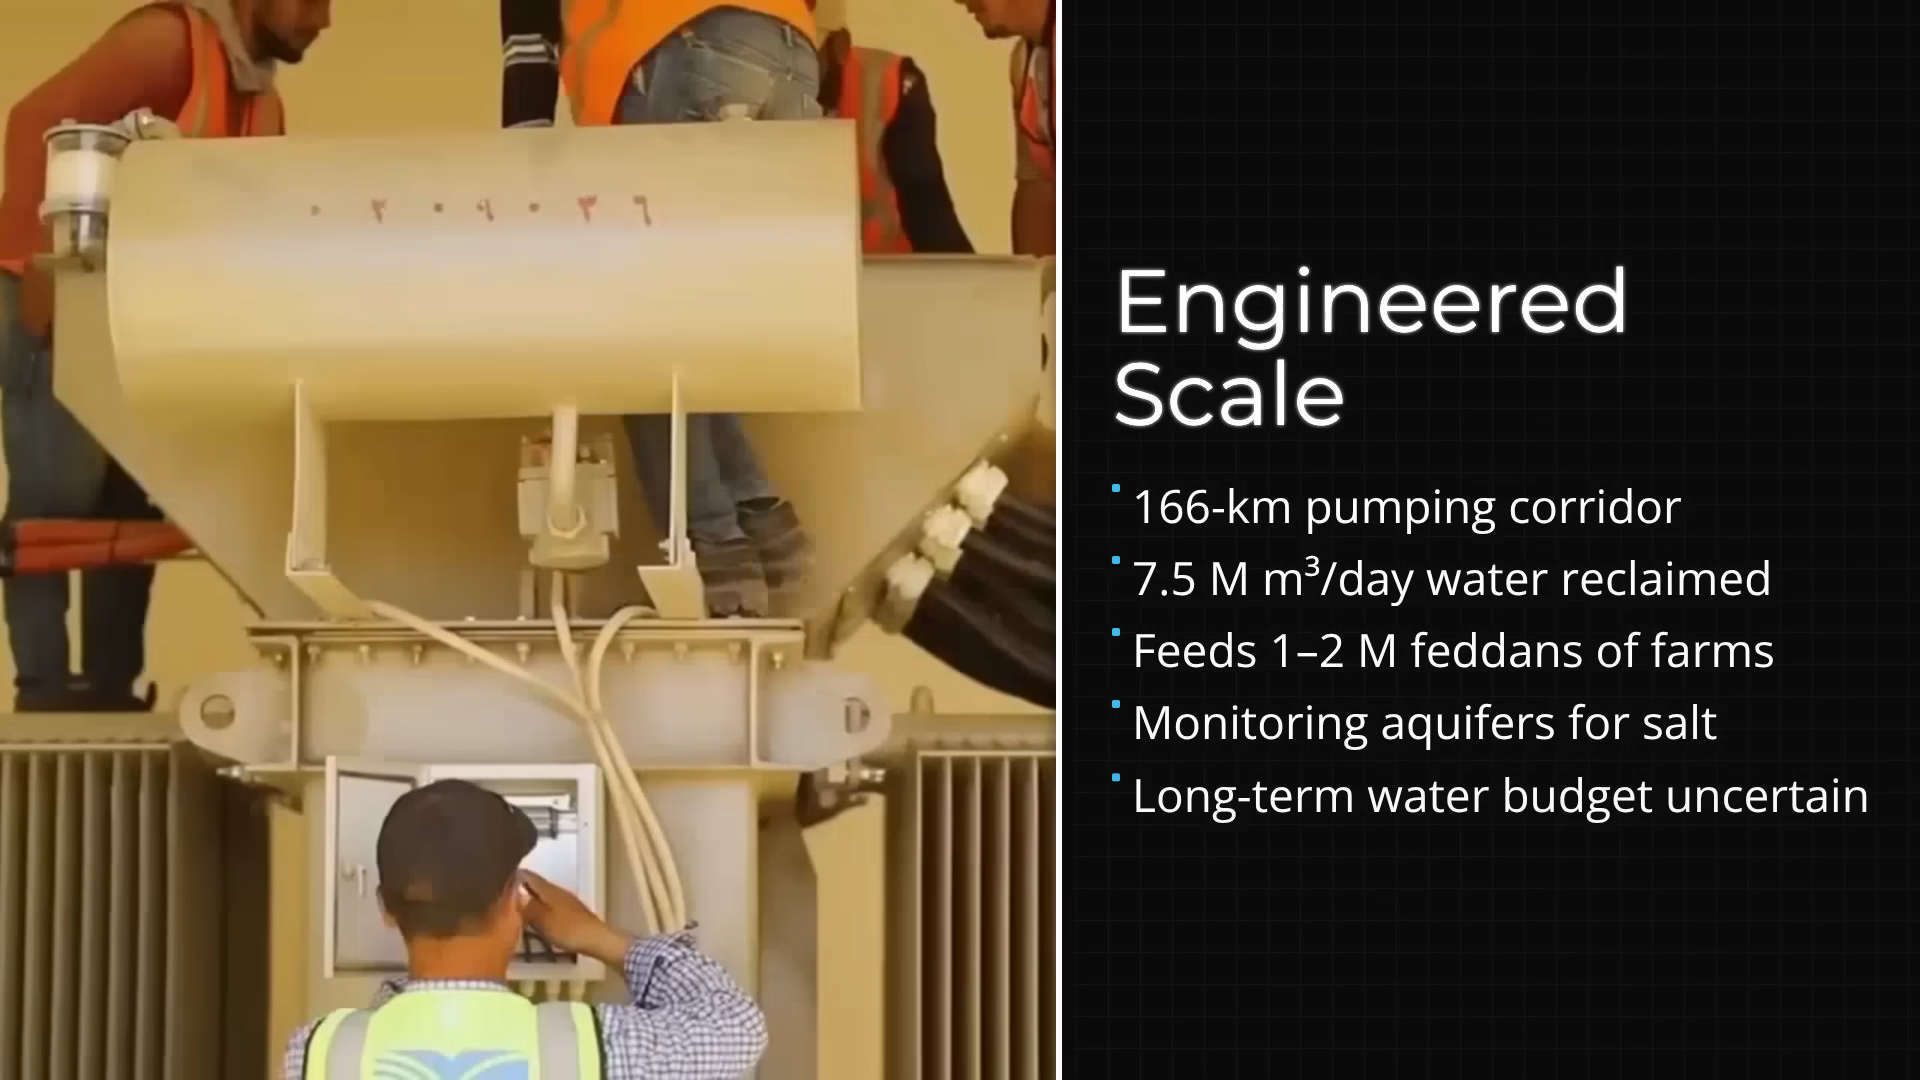 ٠٢٠٩٠٢٦
Engineered
Scale
166-km pumping corridor
7.5 M m³/day water reclaimed
Feeds 1–2 M feddans of farms
Monitoring aquifers for salt
Long-term water budget uncertain